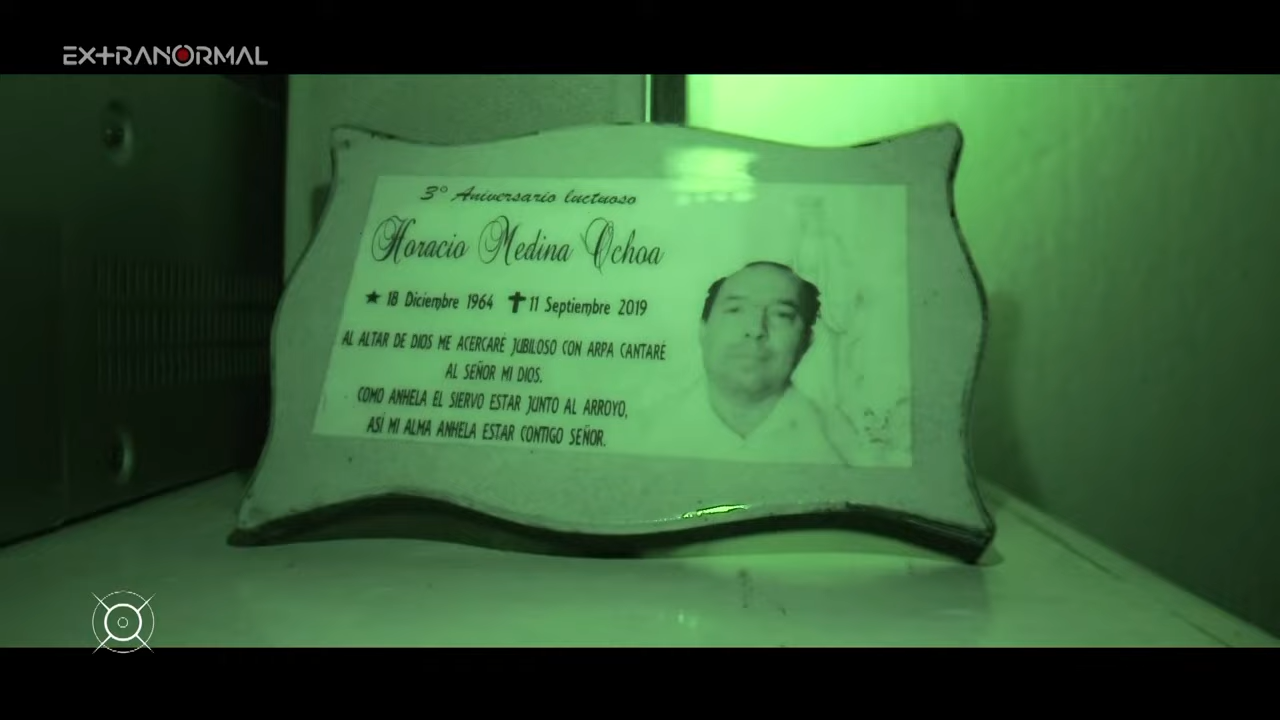 EXTRANORMAL
3° Aniversario luctuoso
Horacio Medina Ochoa
18 Diciembre 1964 11 Septiembre 2019
AL ALTAR DE DIOS ME ACERCARÉ JUBILOSO CON ARPA CANTARÉ
AL SEÑOR MI DIOS.
COMO ANHELA EL SIERVO ESTAR JUNTO AL ARROYO,
ASÍ MI ALMA ANHELA ESTAR CONTIGO SEÑOR.